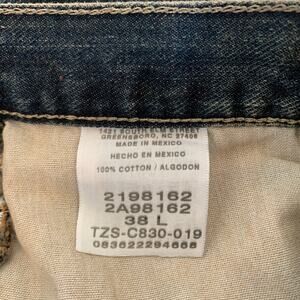 1421 SOUTH ELM STREET
GREENSBORO, NC 27406
MADE IN MEXICO
HECHO EN MEXICO
100% COTTON / ALGODON
2198162
2A98162
38 L
TZS-C830-019
083622294668